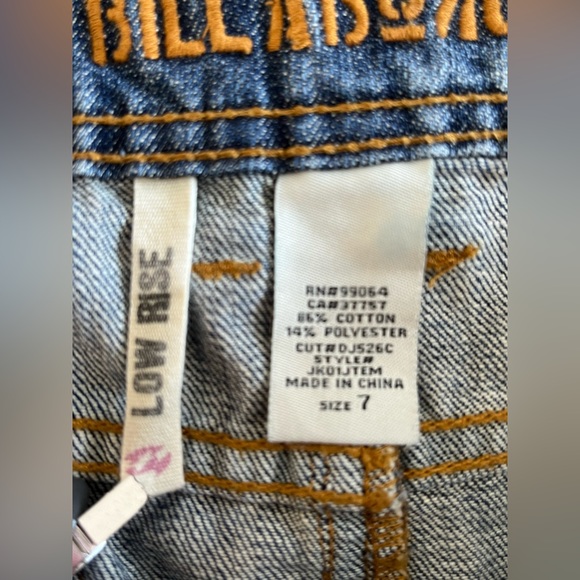 BILLABON
LOW RISE
RN#99064
CA#37757
86% COTTON
14% POLYESTER
CUT#DJ526C
STYLE#
JK01JTEM
MADE IN CHINA
SIZE 7